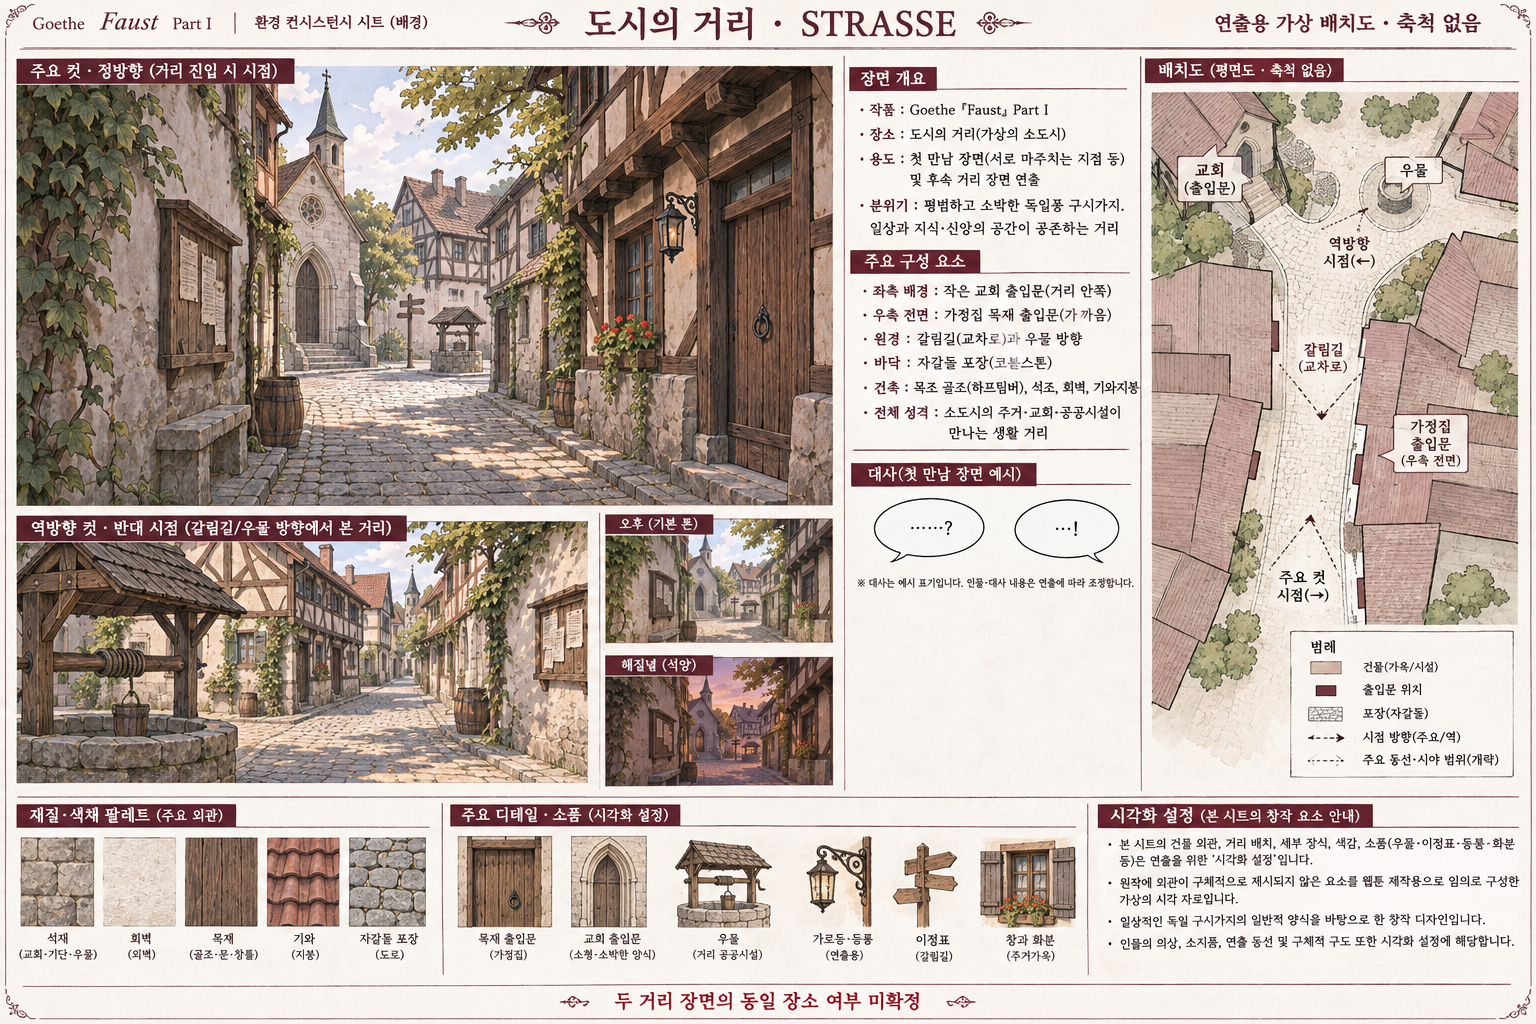 Goethe Faust Part I | 환경 컨시스턴시 시트 (배경)
도시의 거리 · STRASSE
연출용 가상 배치도 · 축척 없음
주요 컷 · 정방향 (거리 진입 시 시점)
역방향 컷 · 반대 시점 (갈림길/우물 방향에서 본 거리)
오후 (기본 톤)
해질녘 (석양)
장면 개요
· 작품 : Goethe 『Faust』 Part I
· 장소 : 도시의 거리(가상의 소도시)
· 용도 : 첫 만남 장면(서로 마주치는 지점 등)
및 후속 거리 장면 연출
· 분위기 : 평범하고 소박한 독일풍 구시가지.
일상과 지식·신앙의 공간이 공존하는 거리
주요 구성 요소
· 좌측 배경 : 작은 교회 출입문(거리 안쪽)
· 우측 전면 : 가정집 목재 출입문(가까움)
· 원경 : 갈림길(교차로)과 우물 방향
· 바닥 : 자갈돌 포장(코블스톤)
· 건축 : 목조 골조(하프팀버), 석조, 회벽, 기와지붕
· 전체 성격 : 소도시의 주거·교회·공공시설이
만나는 생활 거리
대사(첫 만남 장면 예시)
······?
···!
※ 대사는 예시 표기입니다. 인물·대사 내용은 연출에 따라 조정합니다.
배치도 (평면도 · 축척 없음)
교회
(출입문)
우물
역방향
시점(←)
갈림길
(교차로)
가정집
출입문
(우측 전면)
주요 컷
시점(→)
범례
건물(가옥/시설)
출입문 위치
포장(자갈돌)
시점 방향(주요/역)
주요 동선·시야 범위(개략)
재질·색채 팔레트 (주요 외관)
석재
(교회·기단·우물)
회벽
(외벽)
목재
(골조·문·창틀)
기와
(지붕)
자갈돌 포장
(도로)
주요 디테일 · 소품 (시각화 설정)
목재 출입문
(가정집)
교회 출입문
(소형·소박한 양식)
우물
(거리 공공시설)
가로등·등롱
(연출용)
이정표
(갈림길)
창과 화분
(주거가옥)
시각화 설정 (본 시트의 창작 요소 안내)
· 본 시트의 건물 외관, 거리 배치, 세부 장식, 색감, 소품(우물·이정표·등롱·화분
등)은 연출을 위한 '시각화 설정'입니다.
· 원작에 외관이 구체적으로 제시되지 않은 요소를 웹툰 제작용으로 임의로 구성한
가상의 시각 자료입니다.
· 일상적인 독일 구시가지의 일반적 양식을 바탕으로 한 창작 디자인입니다.
· 인물의 의상, 소지품, 연출 동선 및 구체적 구도 또한 시각화 설정에 해당합니다.
두 거리 장면의 동일 장소 여부 미확정